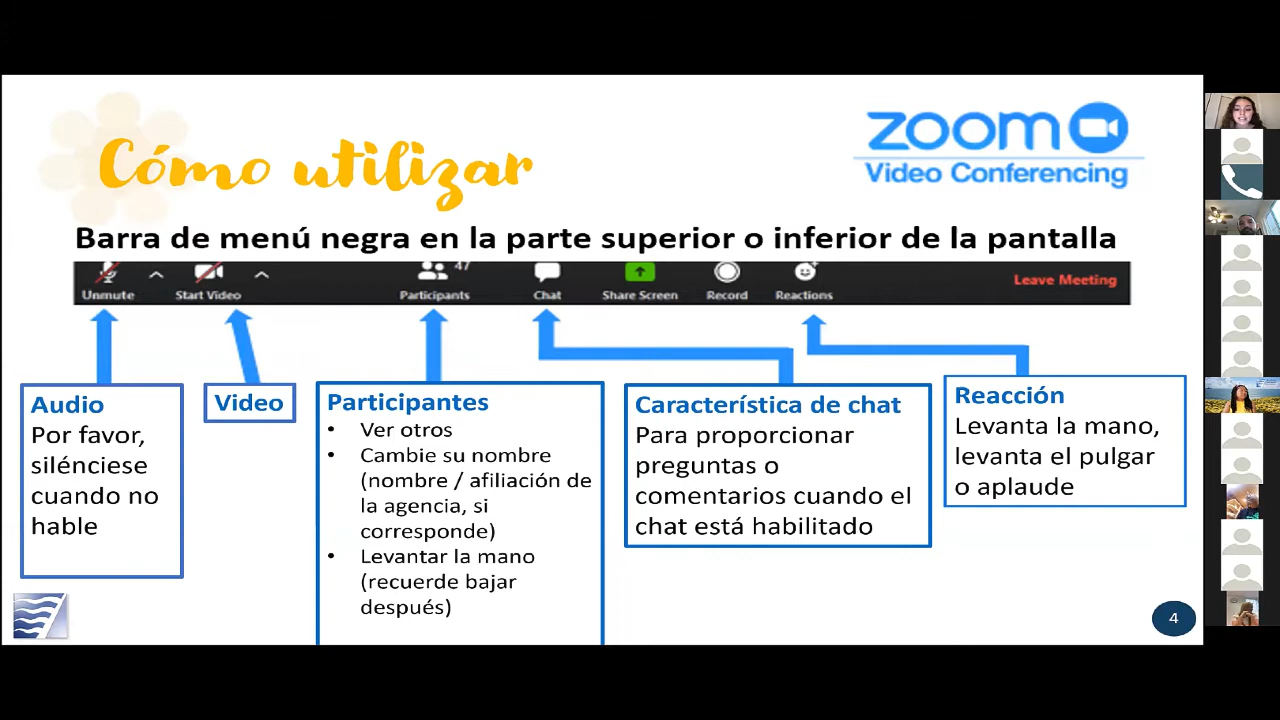 Cómo utilizar
zoom
Video Conferencing
Barra de menú negra en la parte superior o inferior de la pantalla
47
Unmute Start Video Participants Chat Share Screen Record Reactions Leave Meeting
Audio
Por favor,
silénciese
cuando no
hable
Video
Participantes
• Ver otros
• Cambie su nombre
(nombre / afiliación de
la agencia, si
corresponde)
• Levantar la mano
(recuerde bajar
después)
Característica de chat
Para proporcionar
preguntas o
comentarios cuando el
chat está habilitado
Reacción
Levanta la mano,
levanta el pulgar
o aplaude
4